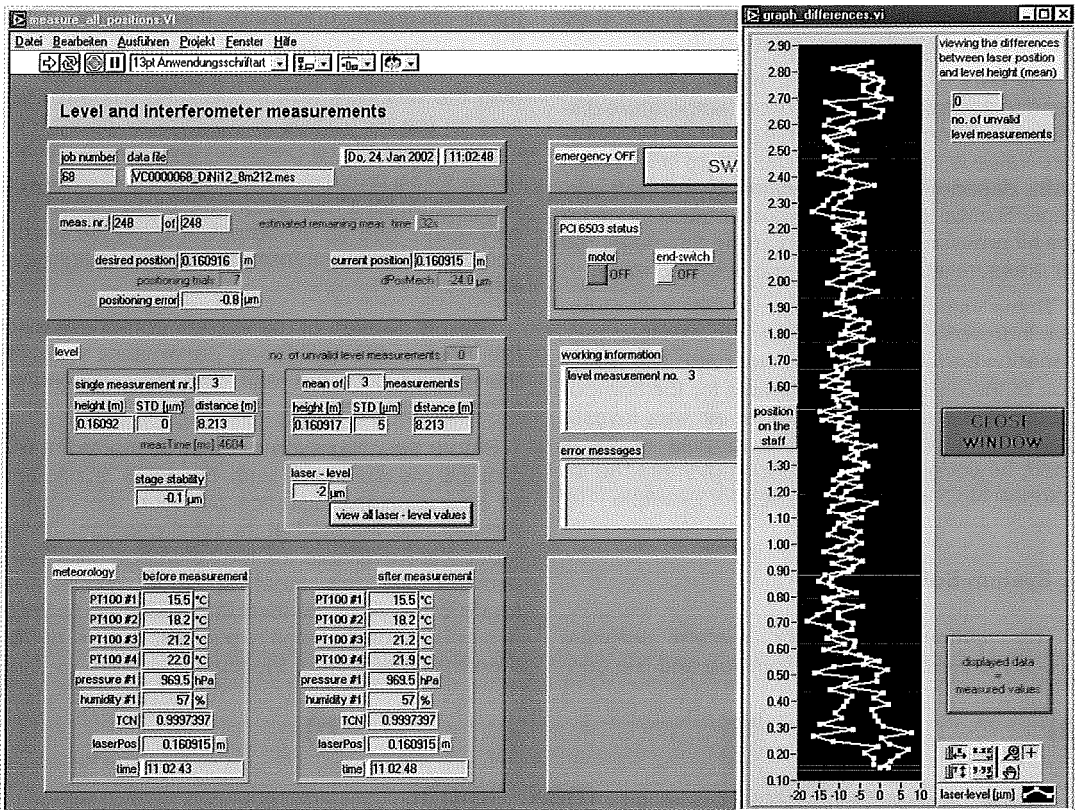 measure_all_positions.VI
Datei Bearbeiten Ausführen Projekt Fenster Hilfe
13pt Anwendungsschriftart
Level and interferometer measurements
job number data file Do, 24. Jan 2002 11:02:48
68 VC0000068_DiNi12_8m212.mes
emergency OFF SW
meas. nr. 248 of 248 estimated remaining meas. time 32s
desired position 0.160916 m current position 0.160915 m
positioning trials 7 dPosMech -24.0 µm
positioning error -0.8 µm
PCI 6503 status
motor end-switch
OFF OFF
level no. of unvalid level measurements 0
single measurement nr. 3
height [m] STD [µm] distance [m]
0.16092 0 8.213
measTime [ms] 4604
mean of 3 measurements
height [m] STD [µm] distance [m]
0.160917 5 8.213
stage stability
-0.1 µm
laser - level
-2 µm
view all laser - level values
working information
level measurement no. 3
error messages
meteorology before measurement after measurement
PT100 #1 15.5 °C PT100 #1 15.5 °C
PT100 #2 18.2 °C PT100 #2 18.2 °C
PT100 #3 21.2 °C PT100 #3 21.2 °C
PT100 #4 22.0 °C PT100 #4 21.9 °C
pressure #1 969.5 hPa pressure #1 969.5 hPa
humidity #1 57 % humidity #1 57 %
TCN 0.9997397 TCN 0.9997397
laserPos 0.160915 m laserPos 0.160915 m
time 11:02:43 time 11:02:48
graph_differences.vi
viewing the differences
between laser position
and level height (mean)
0
no. of unvalid
level measurements
2.90
2.80
2.70
2.60
2.50
2.40
2.30
2.20
2.10
2.00
1.90
1.80
1.70
1.60
1.50
position
on the
staff
1.30
1.20
1.10
1.00
0.90
0.80
0.70
0.60
0.50
0.40
0.30
0.20
0.10
-20 -15 -10 -5 0 5 10
CLOSE
WINDOW
displayed data
=
measured values
laser-level [µm]